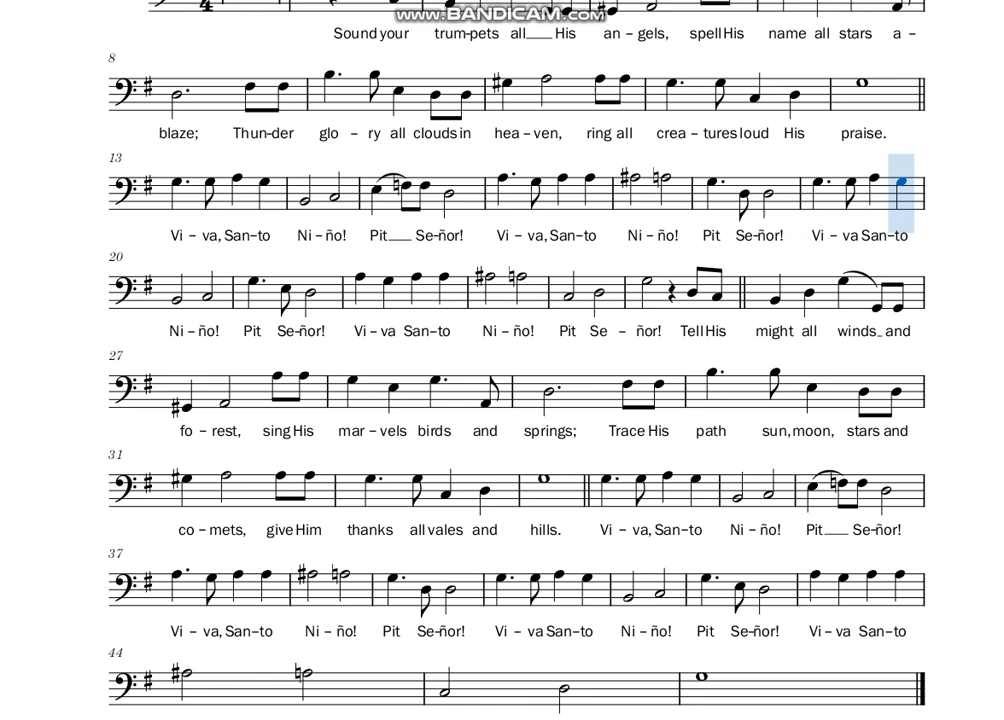 www.BANDICAM.com
4
Sound your trum-pets all___ His an-gels, spell His name all stars a-
8
blaze; Thun-der glo-ry all clouds in hea-ven, ring all crea-tures loud His praise.
13
Vi-va, San-to Ni-ño! Pit___ Se-ñor! Vi-va, San-to Ni-ño! Pit Se-ñor! Vi-va San-to
20
Ni-ño! Pit Se-ñor! Vi-va San-to Ni-ño! Pit Se-ñor! Tell His might all winds_ and
27
fo-rest, sing His mar-vels birds and springs; Trace His path sun, moon, stars and
31
co-mets, give Him thanks all vales and hills. Vi-va, San-to Ni-ño! Pit___ Se-ñor!
37
Vi-va, San-to Ni-ño! Pit Se-ñor! Vi-va San-to Ni-ño! Pit Se-ñor! Vi-va San-to
44